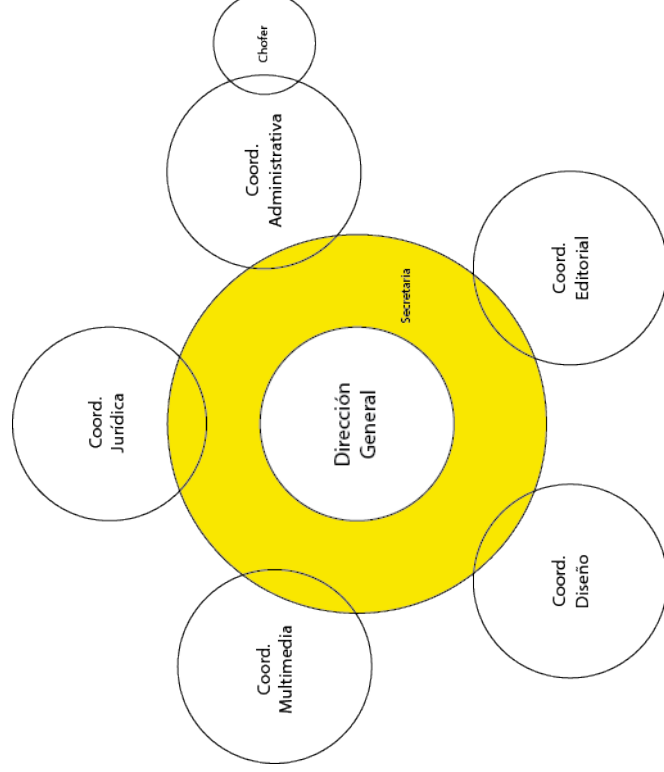 Coord.
Jurídica
Coord.
Multimedia
Coord.
Administrativa
Chofer
Dirección
General
Secretaria
Coord.
Diseño
Coord.
Editorial